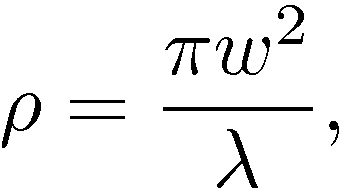 ρ = πw²/λ,